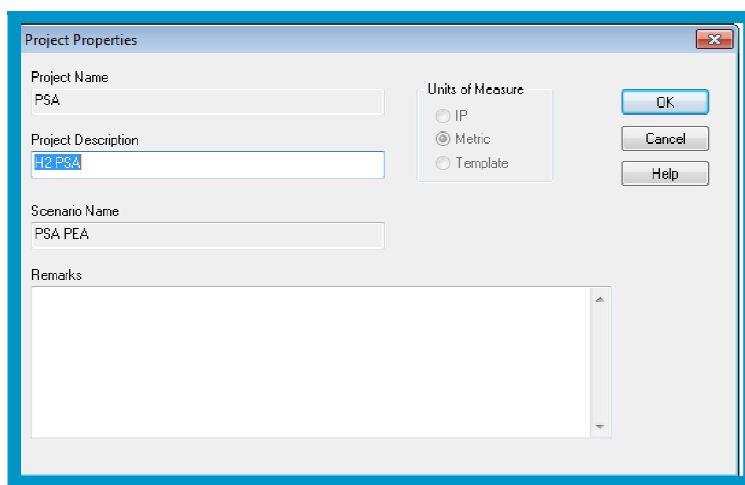 Project Properties
Project Name
PSA
Project Description
H2 PSA
Scenario Name
PSA PEA
Remarks
Units of Measure
IP
Metric
Template
OK
Cancel
Help